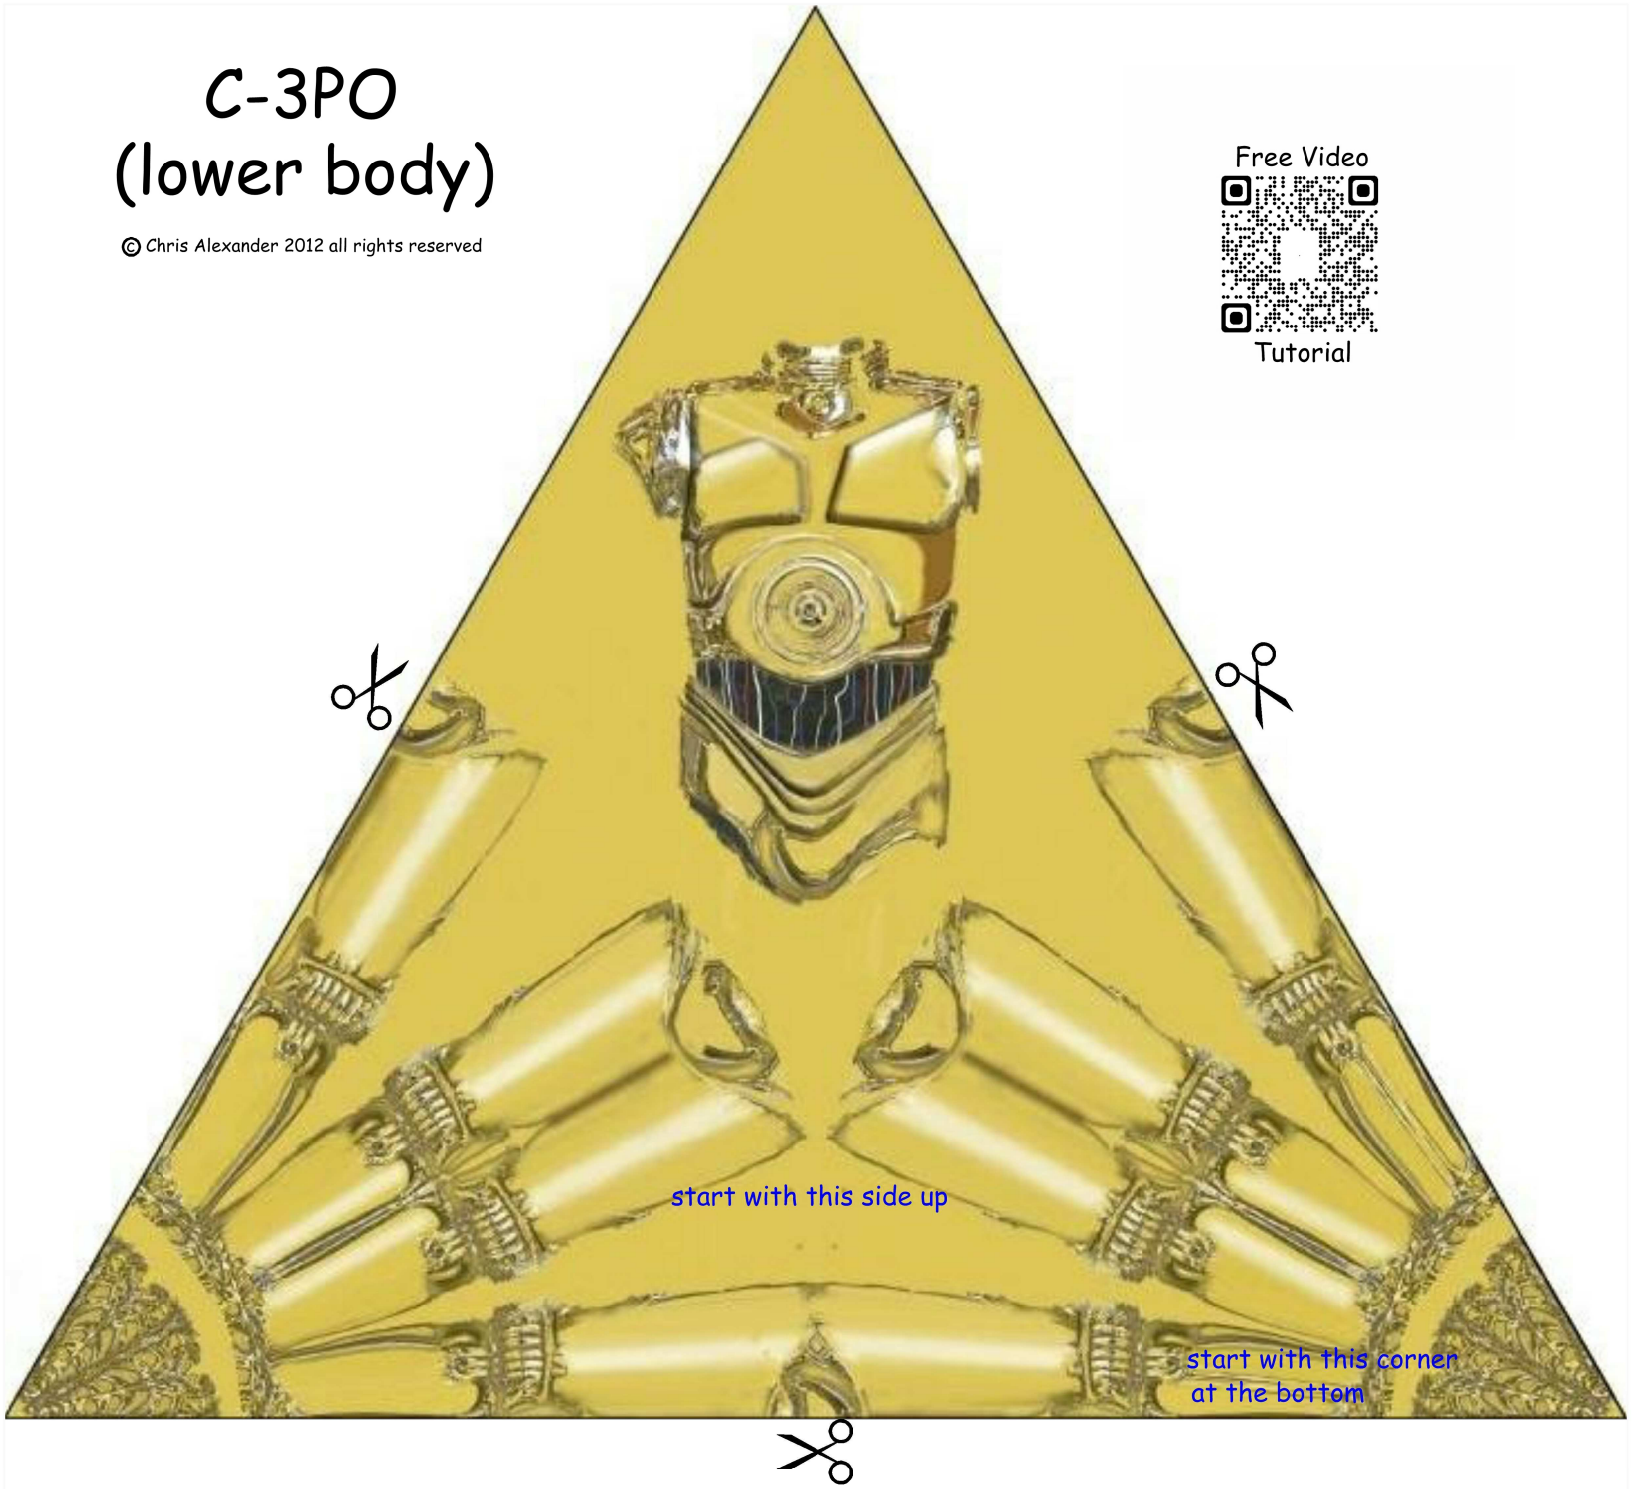 C-3PO
(lower body)
© Chris Alexander 2012 all rights reserved
Free Video
Tutorial
start with this side up
start with this corner
at the bottom